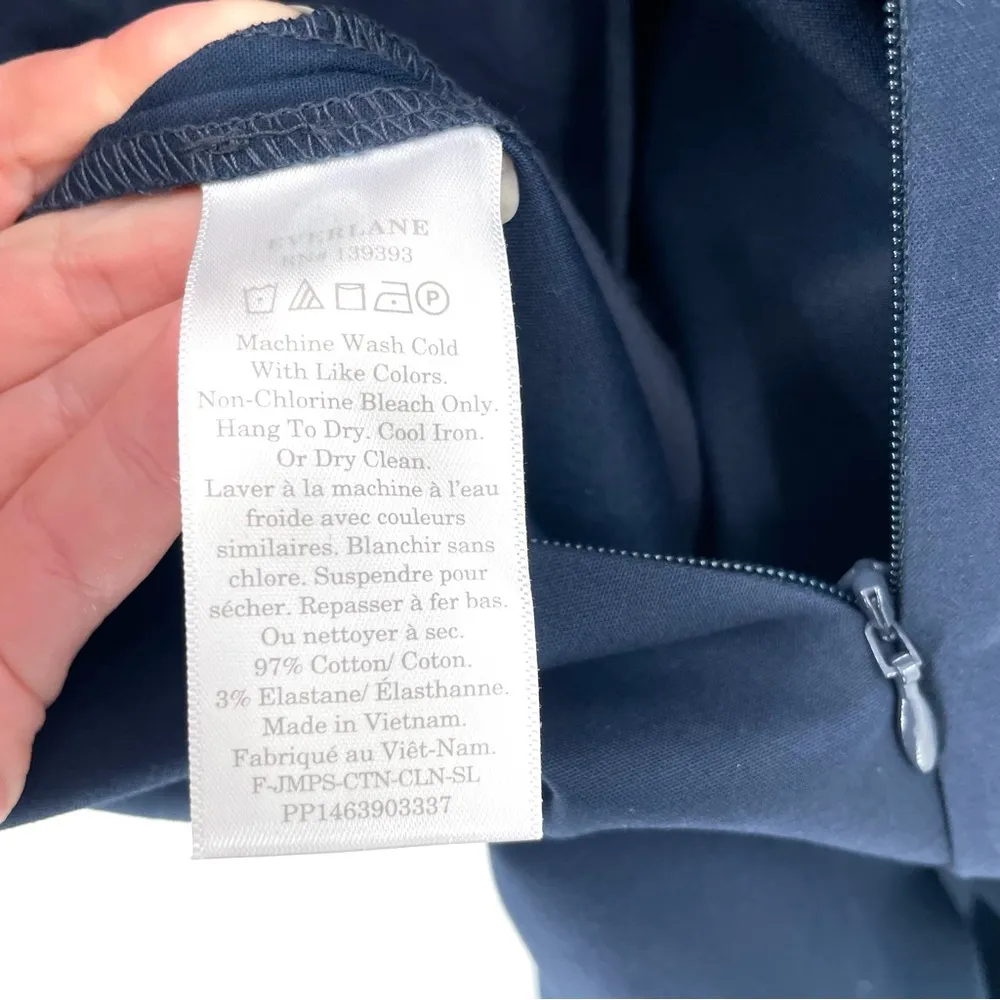 EVERLANE
RN# 139393
P
Machine Wash Cold
With Like Colors.
Non-Chlorine Bleach Only.
Hang To Dry. Cool Iron.
Or Dry Clean.
Laver à la machine à l'eau
froide avec couleurs
similaires. Blanchir sans
chlore. Suspendre pour
sécher. Repasser à fer bas.
Ou nettoyer à sec.
97% Cotton/ Coton.
3% Elastane/ Élasthanne.
Made in Vietnam.
Fabriqué au Viêt-Nam.
F-JMPS-CTN-CLN-SL
PP1463903337